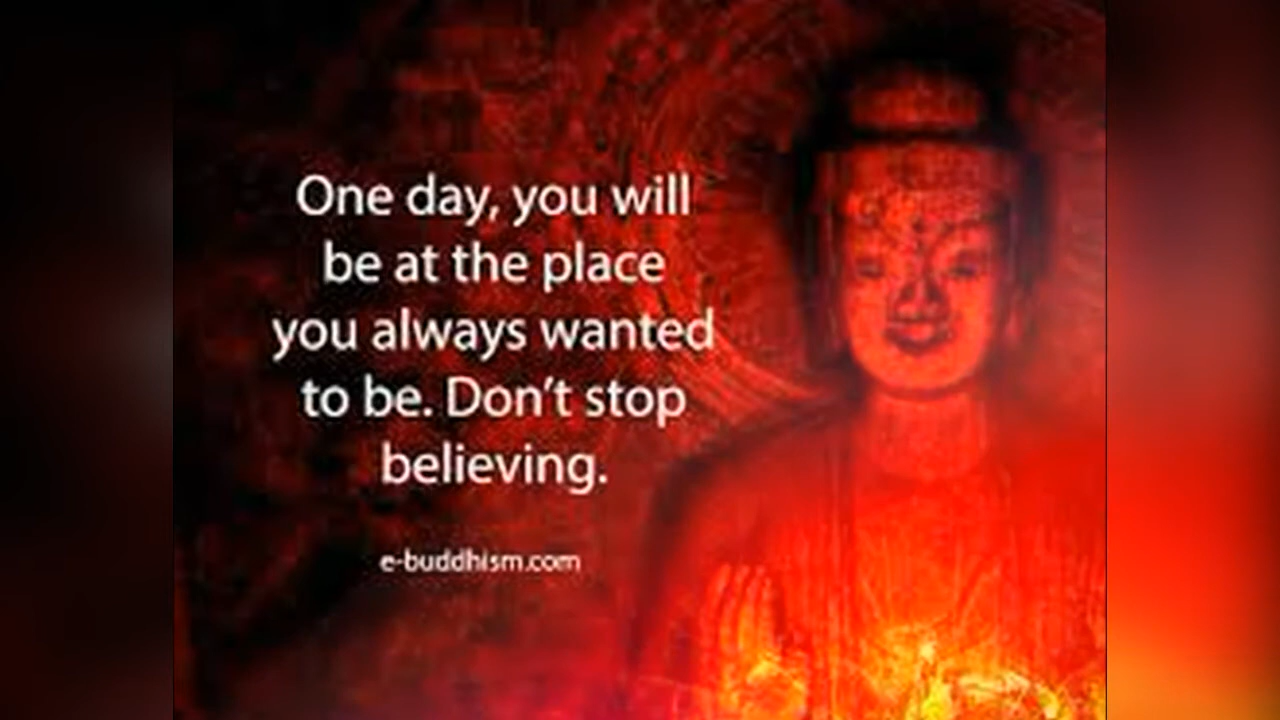 One day, you will
be at the place
you always wanted
to be. Don't stop
believing.
e-buddhism.com